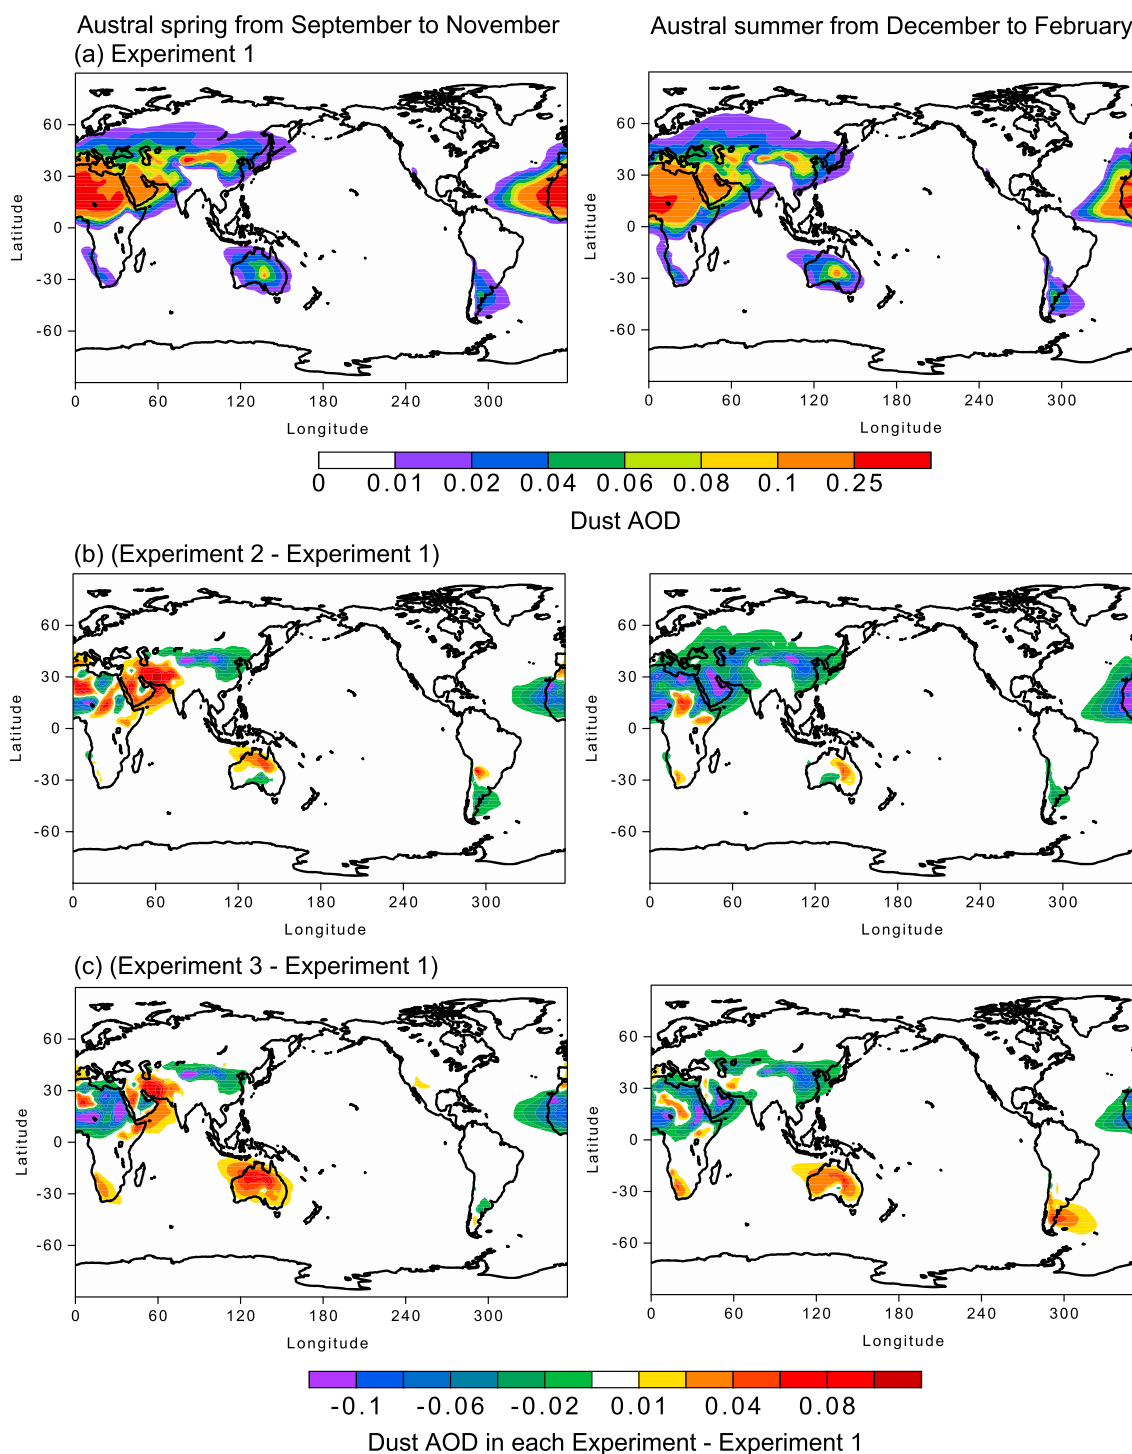 Austral spring from September to November
Austral summer from December to February
(a) Experiment 1
60
30
0
-30
-60
Latitude
0 60 120 180 240 300
Longitude
60
30
0
-30
-60
Latitude
0 60 120 180 240 300
Longitude
0 0.01 0.02 0.04 0.06 0.08 0.1 0.25
Dust AOD
(b) (Experiment 2 - Experiment 1)
60
30
0
-30
-60
Latitude
0 60 120 180 240 300
Longitude
60
30
0
-30
-60
Latitude
0 60 120 180 240 300
Longitude
(c) (Experiment 3 - Experiment 1)
60
30
0
-30
-60
Latitude
0 60 120 180 240 300
Longitude
60
30
0
-30
-60
Latitude
0 60 120 180 240 300
Longitude
-0.1 -0.06 -0.02 0.01 0.04 0.08
Dust AOD in each Experiment - Experiment 1